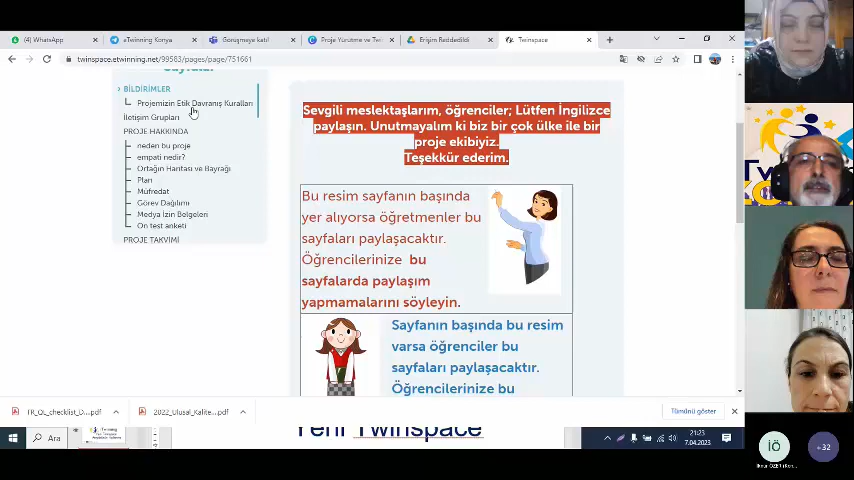 (1) WhatsApp
eTwinning Konya
Görüşmeye katıl
Proje Yürütme ve Twi
Erişim Reddedildi
Twinspace
twinspace.etwinning.net/99583/pages/page/751661
BİLDİRİMLER
Projemizin Etik Davranış Kuralları
İletişim Grupları
PROJE HAKKINDA
neden bu proje
empati nedir?
Ortağın Harıtası ve Bayrağı
Plan
Müfredat
Görev Dağılımı
Medya İzin Belgeleri
On test anketi
PROJE TAKVİMİ
Sevgili meslektaşlarım, öğrenciler; Lütfen İngilizce
paylaşın. Unutmayalım ki biz bir çok ülke ile bir
proje ekibiyiz.
Teşekkür ederim.
Bu resim sayfanın başında
yer alıyorsa öğretmenler bu
sayfaları paylaşacaktır.
Öğrencilerinize bu
sayfalarda paylaşım
yapmamalarını söyleyin.
Sayfanın başında bu resim
varsa öğrenciler bu
sayfaları paylaşacaktır.
Öğrencilerinize bu
TR_QL_checklist_D....pdf
2022_Ulusal_Kalite....pdf
Tümünü göster
Yeni Twinspace
Ara
21:23
7.04.2023
İÖ
+32